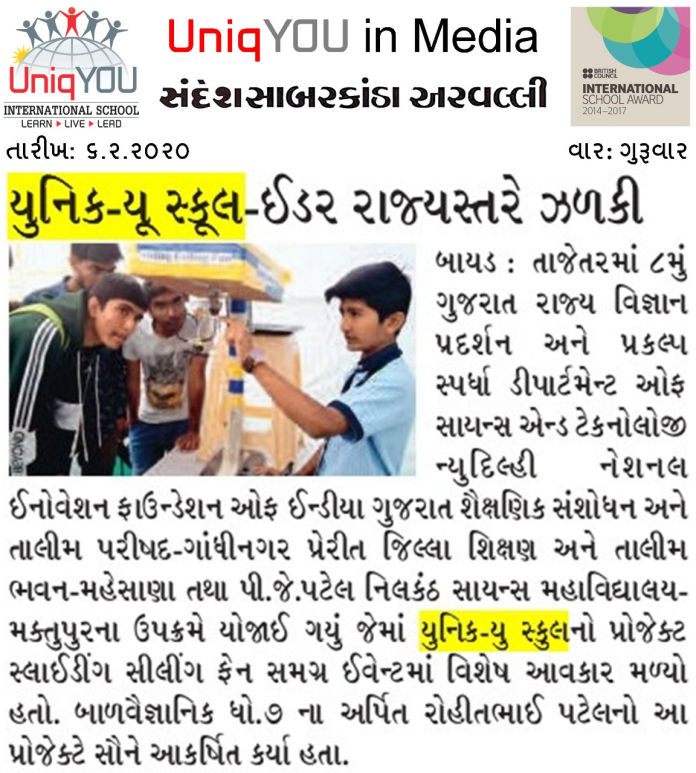 UniqYOU
INTERNATIONAL SCHOOL
LEARN ▸ LIVE ▸ LEAD
UniqYOU in Media
સંદેશસાબરકાંઠા અરવલ્લી
BRITISH
COUNCIL
INTERNATIONAL
SCHOOL AWARD
2014–2017
તારીખ: ૬.૨.૨૦૨૦
વાર: ગુરૂવાર
યુનિક-યૂ સ્કૂલ-ઈડર રાજ્યસ્તરે ઝળકી
BEYOND
બાયડ : તાજેતરમાં ૮મું
ગુજરાત રાજ્ય વિજ્ઞાન
પ્રદર્શન અને પ્રકલ્પ
સ્પર્ધા ડીપાર્ટમેન્ટ ઓફ
સાયન્સ એન્ડ ટેકનોલોજી
ન્યુદિલ્હી નેશનલ
ઈનોવેશન ફાઉન્ડેશન ઓફ ઈન્ડીયા ગુજરાત શૈક્ષણિક સંશોધન અને
તાલીમ પરીષદ-ગાંધીનગર પ્રેરીત જિલ્લા શિક્ષણ અને તાલીમ
ભવન-મહેસાણા તથા પી.જે.પટેલ નિલકંઠ સાયન્સ મહાવિદ્યાલય-
મક્તુપુરના ઉપક્રમે યોજાઈ ગયું જેમાં યુનિક-યુ સ્કુલનો પ્રોજેક્ટ
સ્લાઈડીંગ સીલીંગ ફેન સમગ્ર ઈવેન્ટમાં વિશેષ આવકાર મળ્યો
હતો. બાળવૈજ્ઞાનિક ધો.૭ ના અર્પિત રોહીતભાઈ પટેલનો આ
પ્રોજેક્ટે સૌને આકર્ષિત કર્યા હતા.